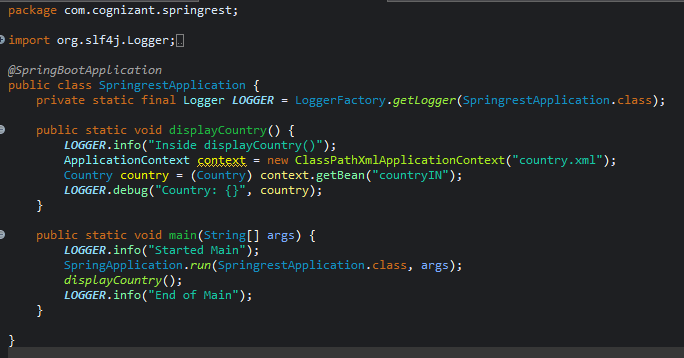 package com.cognizant.springrest;
import org.slf4j.Logger;
@SpringBootApplication
public class SpringrestApplication {
private static final Logger LOGGER = LoggerFactory.getLogger(SpringrestApplication.class);
public static void displayCountry() {
LOGGER.info("Inside displayCountry()");
ApplicationContext context = new ClassPathXmlApplicationContext("country.xml");
Country country = (Country) context.getBean("countryIN");
LOGGER.debug("Country: {}", country);
}
public static void main(String[] args) {
LOGGER.info("Started Main");
SpringApplication.run(SpringrestApplication.class, args);
displayCountry();
LOGGER.info("End of Main");
}
}